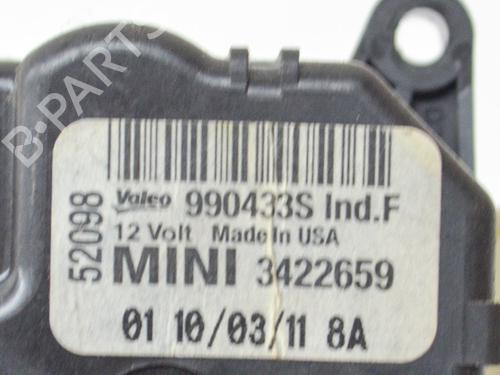 B-PARTS
52098
Valeo 990433S Ind.F
12 Volt Made In USA
MINI 3422659
01 10/03/11 8A